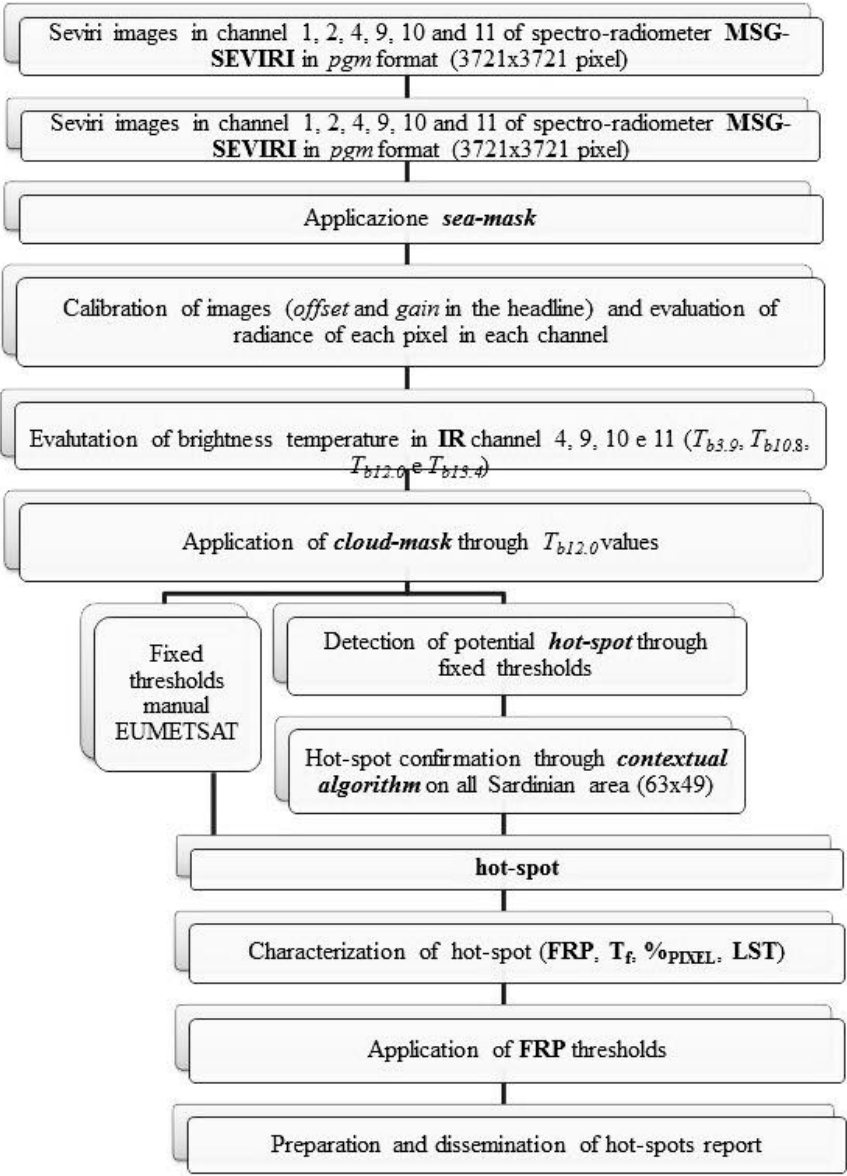 Seviri images in channel 1, 2, 4, 9, 10 and 11 of spectro-radiometer MSG-
SEVIRI in pgm format (3721x3721 pixel)
Seviri images in channel 1, 2, 4, 9, 10 and 11 of spectro-radiometer MSG-
SEVIRI in pgm format (3721x3721 pixel)
Applicazione sea-mask
Calibration of images (offset and gain in the headline) and evaluation of
radiance of each pixel in each channel
Evalutation of brightness temperature in IR channel 4, 9, 10 e 11 (Tb3.9, Tb10.8,
Tb12.0 e Tb13.4)
Application of cloud-mask through Tb12.0 values
Fixed
thresholds
manual
EUMETSAT
Detection of potential hot-spot through
fixed thresholds
Hot-spot confirmation through contextual
algorithm on all Sardinian area (63x49)
hot-spot
Characterization of hot-spot (FRP, Tf, %PIXEL, LST)
Application of FRP thresholds
Preparation and dissemination of hot-spots report